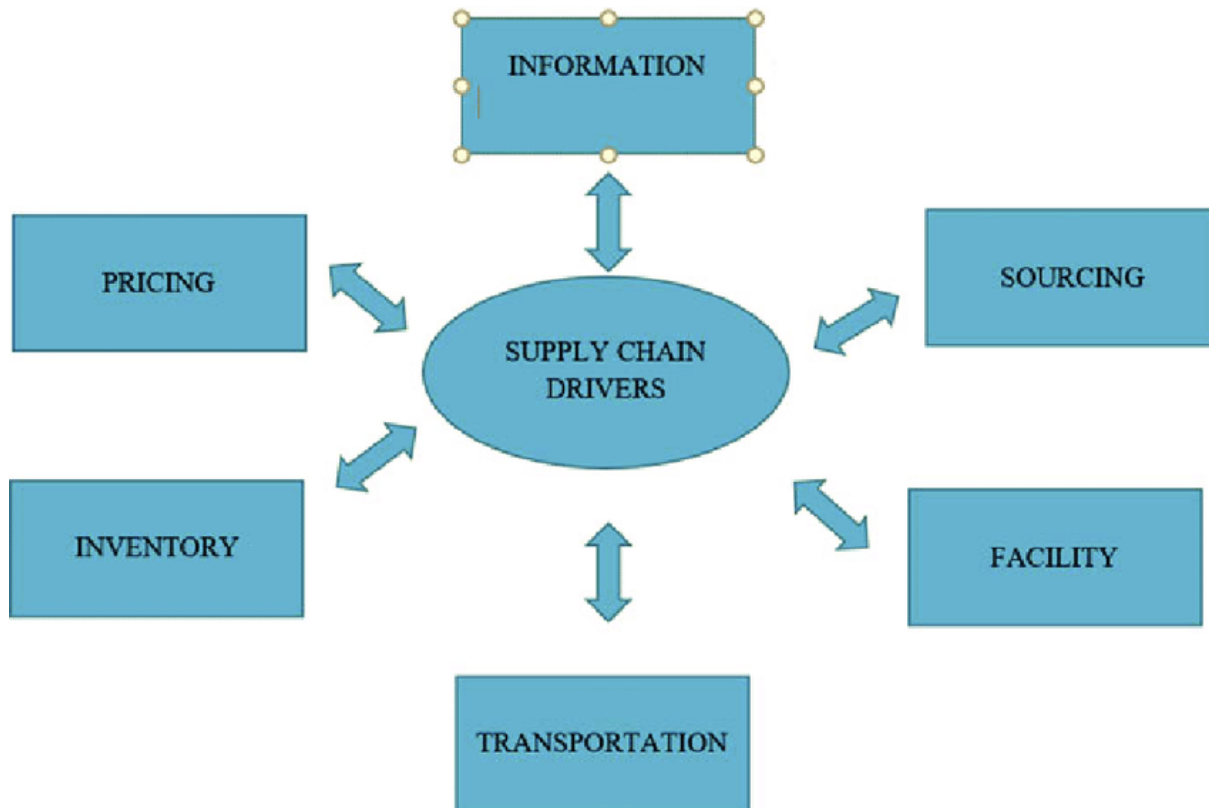 INFORMATION
PRICING
SOURCING
SUPPLY CHAIN
DRIVERS
INVENTORY
FACILITY
TRANSPORTATION